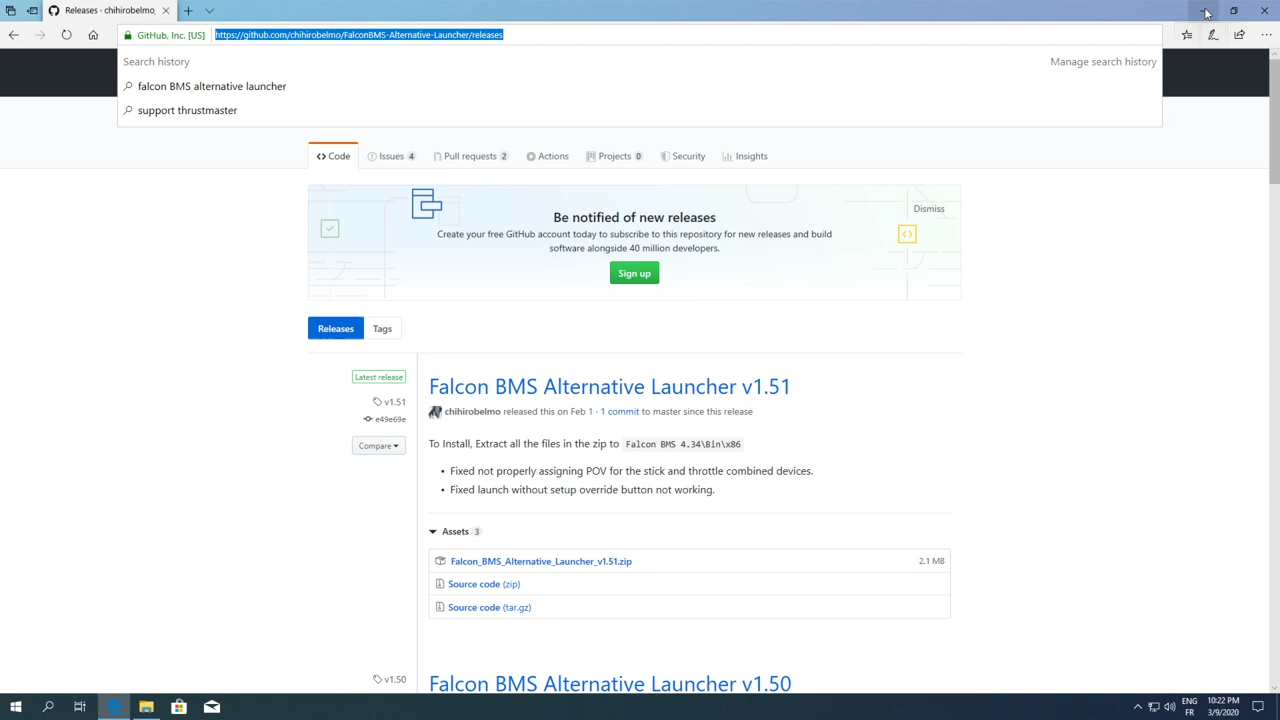 Releases · chihirobelmo,
GitHub, Inc. [US]
https://github.com/chihirobelmo/FalconBMS-Alternative-Launcher/releases
Search history
Manage search history
falcon BMS alternative launcher
support thrustmaster
Code
Issues 4
Pull requests 2
Actions
Projects 0
Security
Insights
Be notified of new releases
Dismiss
Create your free GitHub account today to subscribe to this repository for new releases and build
software alongside 40 million developers.
Sign up
Releases
Tags
Latest release
v1.51
e49e69e
Compare
Falcon BMS Alternative Launcher v1.51
chihirobelmo released this on Feb 1 · 1 commit to master since this release
To Install, Extract all the files in the zip to Falcon BMS 4.34\Bin\x86
• Fixed not properly assigning POV for the stick and throttle combined devices.
• Fixed launch without setup override button not working.
Assets 3
Falcon_BMS_Alternative_Launcher_v1.51.zip
2.1 MB
Source code (zip)
Source code (tar.gz)
v1.50
Falcon BMS Alternative Launcher v1.50
ENG
FR
10:22 PM
3/9/2020